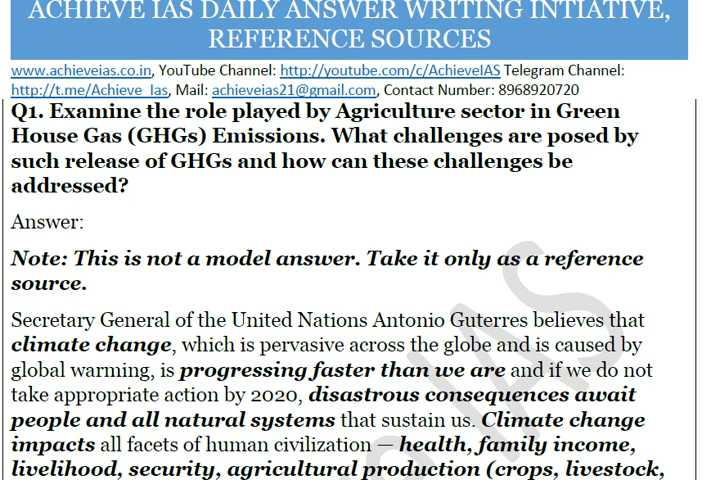 ACHIEVE IAS DAILY ANSWER WRITING INTIATIVE,
REFERENCE SOURCES
www.achieveias.co.in, YouTube Channel: http://youtube.com/c/AchieveIAS Telegram Channel:
http://t.me/Achieve_Ias, Mail: achieveias21@gmail.com, Contact Number: 8968920720
Q1. Examine the role played by Agriculture sector in Green
House Gas (GHGs) Emissions. What challenges are posed by
such release of GHGs and how can these challenges be
addressed?
Answer:
Note: This is not a model answer. Take it only as a reference
source.
Secretary General of the United Nations Antonio Guterres believes that
climate change, which is pervasive across the globe and is caused by
global warming, is progressing faster than we are and if we do not
take appropriate action by 2020, disastrous consequences await
people and all natural systems that sustain us. Climate change
impacts all facets of human civilization — health, family income,
livelihood, security, agricultural production (crops, livestock,
IAS